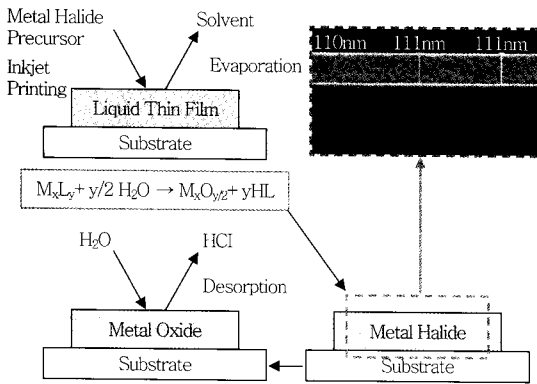 Metal Halide
Precursor
Solvent
Inkjet
Printing
Evaporation
Liquid Thin Film
Substrate
110nm 111nm 111nm
MxLy+ y/2 H2O → MxOy/2+ yHL
H2O
HCl
Desorption
Metal Oxide
Substrate
Metal Halide
Substrate